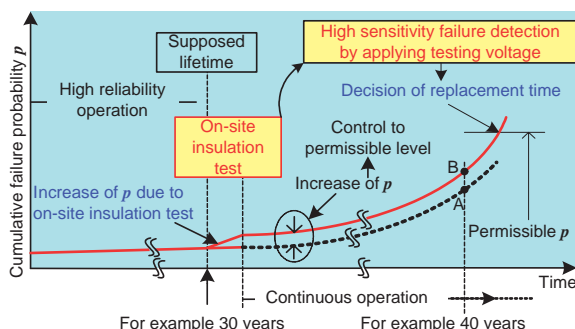 High sensitivity failure detection
by applying testing voltage
Supposed
lifetime
Cumulative failure probability p
High reliability
operation
Decision of replacement time
On-site
insulation
test
Control to
permissible level
Increase of p due to
on-site insulation test
Increase of p
B
A
Permissible p
Time
Continuous operation
For example 30 years
For example 40 years